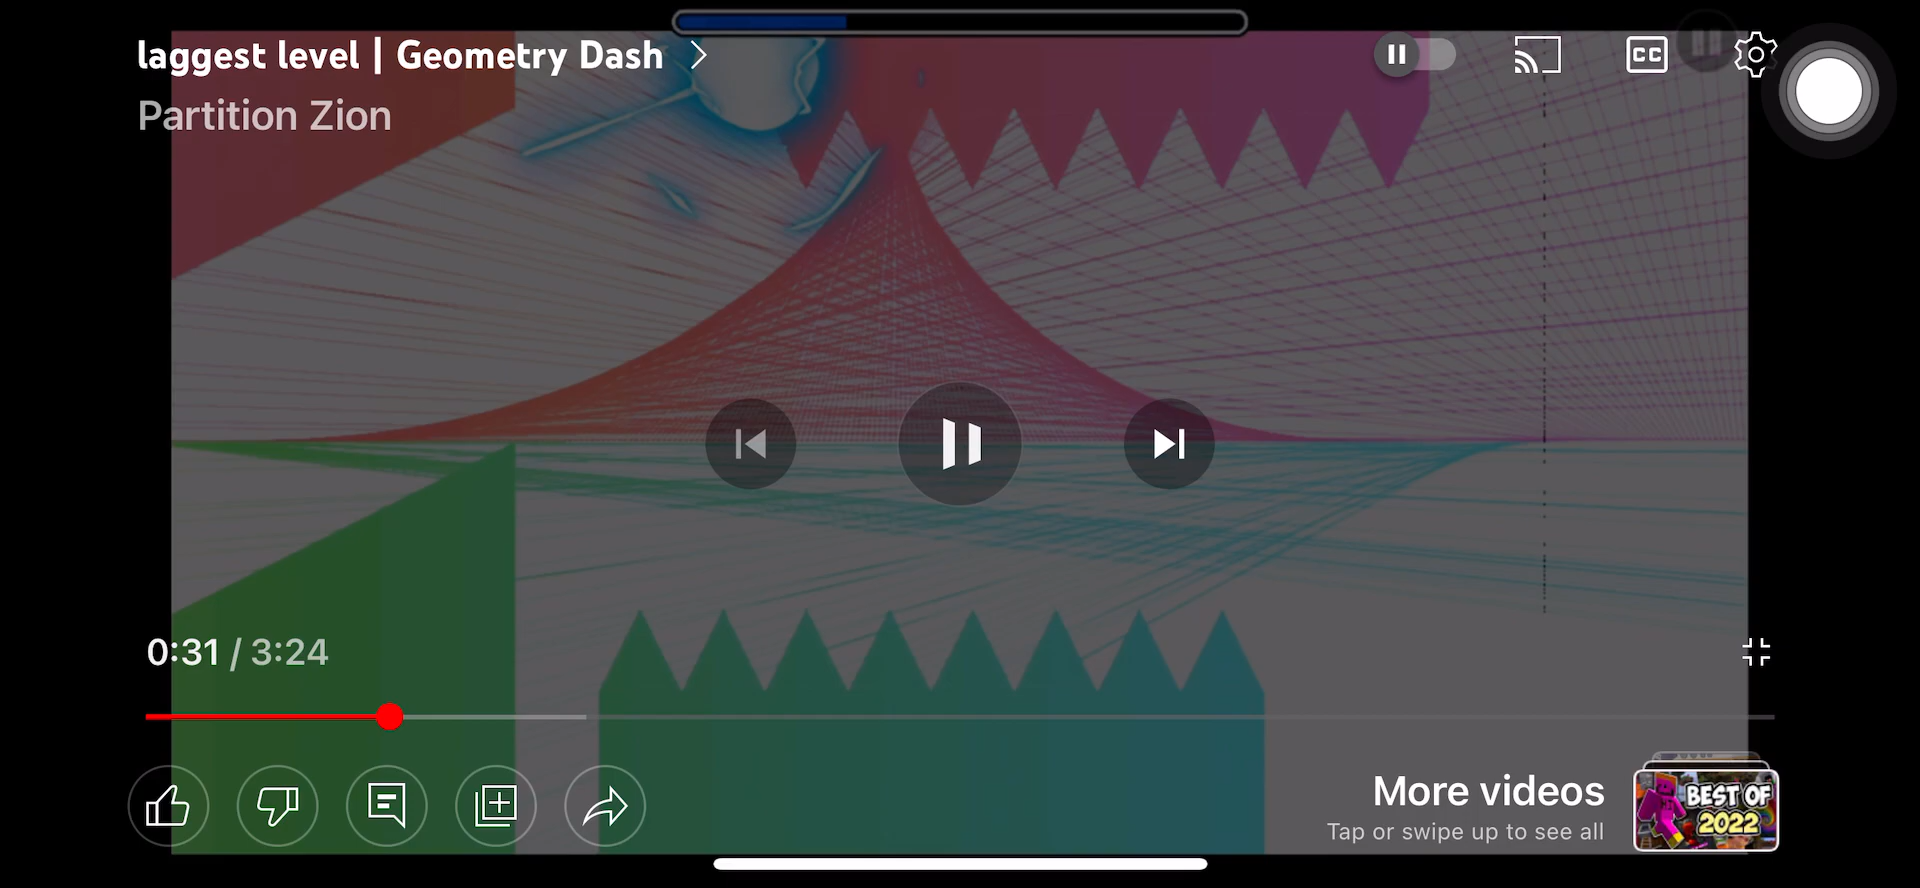 laggest level | Geometry Dash
Partition Zion
CC
0:31 / 3:24
More videos
Tap or swipe up to see all
BEST OF
2022